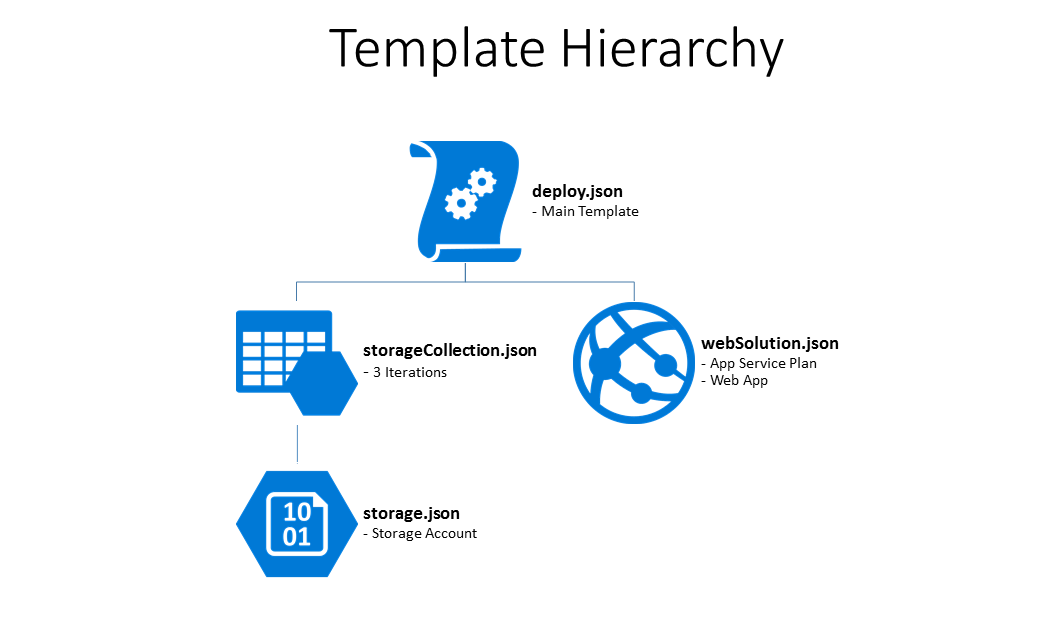 Template Hierarchy
deploy.json
- Main Template
storageCollection.json
- 3 Iterations
webSolution.json
- App Service Plan
- Web App
10
01
storage.json
- Storage Account